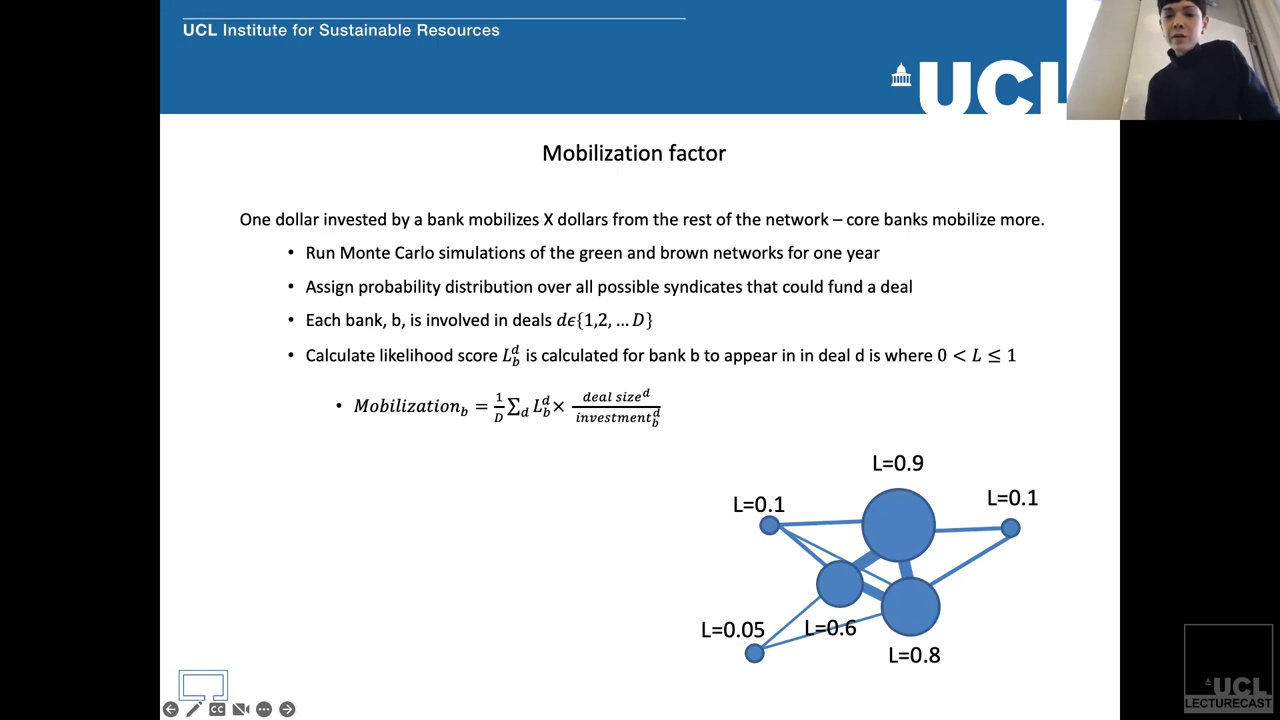 UCL Institute for Sustainable Resources
UCL
Mobilization factor
One dollar invested by a bank mobilizes X dollars from the rest of the network – core banks mobilize more.
• Run Monte Carlo simulations of the green and brown networks for one year
• Assign probability distribution over all possible syndicates that could fund a deal
• Each bank, b, is involved in deals dϵ{1,2, … D}
• Calculate likelihood score L_b^d is calculated for bank b to appear in in deal d is where 0 < L ≤ 1
• Mobilization_b = 1/D ∑_d L_b^d × deal size^d / investment_b^d
L=0.9
L=0.1
L=0.1
L=0.05
L=0.6
L=0.8
CC
UCL
LECTURECAST